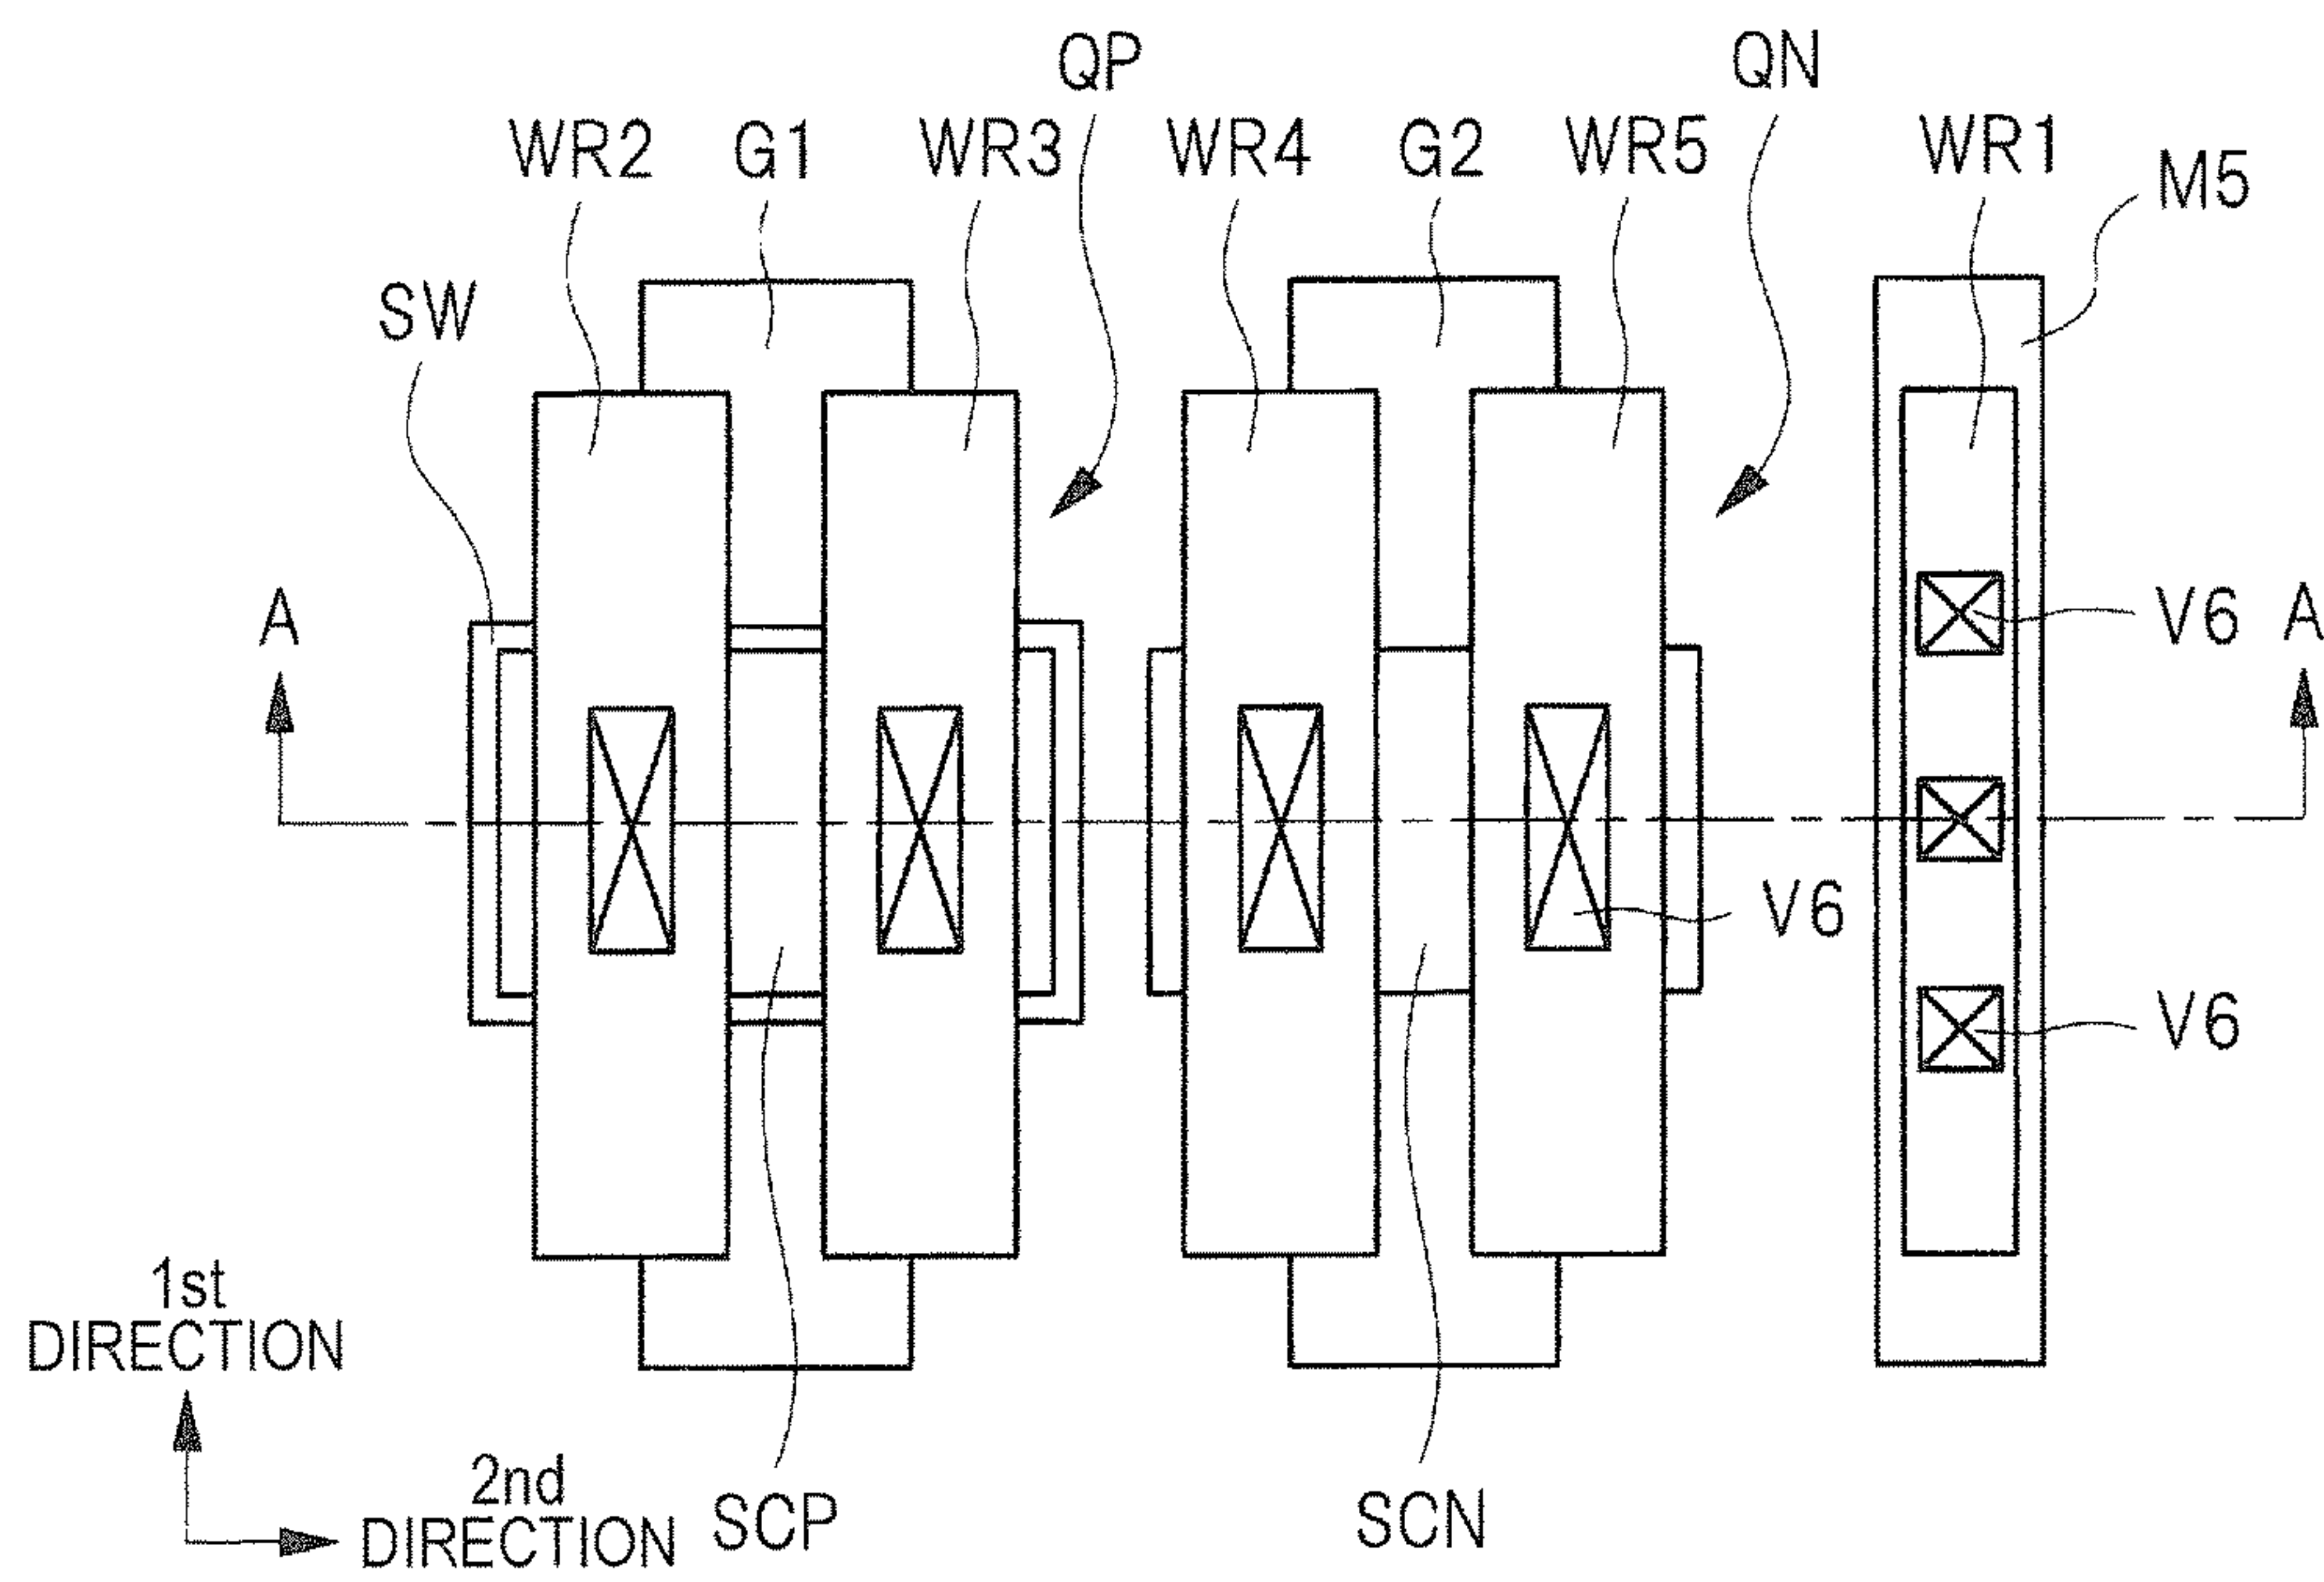 QP
QN
WR2
G1
WR3
WR4
G2
WR5
WR1
M5
SW
A
V6
A
V6
V6
1st
DIRECTION
2nd
DIRECTION
SCP
SCN